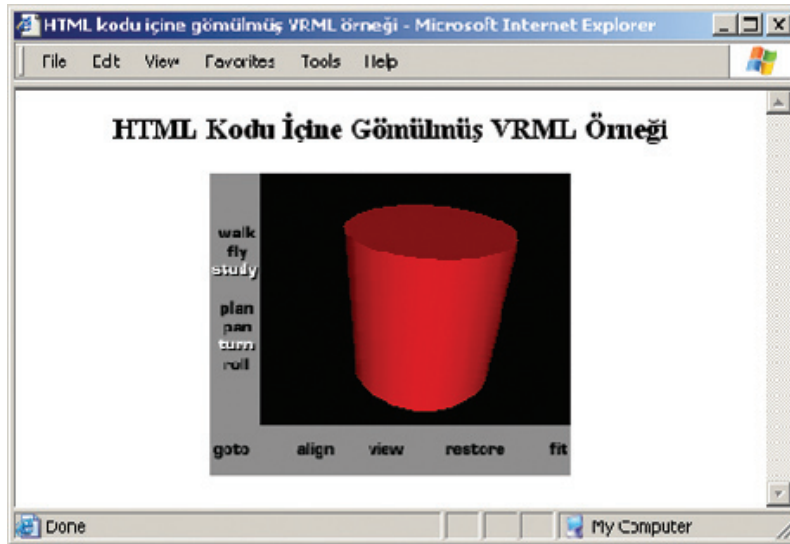 HTML kodu içine gömülmüş VRML örneği - Microsoft Internet Explorer
File Edit View Favorites Tools Help
HTML Kodu İçine Gömülmüş VRML Örneği
walk
fly
study
plan
pan
turn
roll
goto align view restore fit
Done My Computer